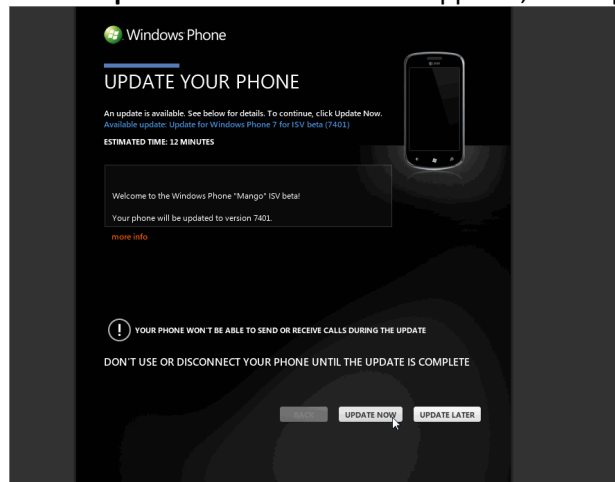 Windows Phone
UPDATE YOUR PHONE
An update is available. See below for details. To continue, click Update Now.
Available update: Update for Windows Phone 7 for ISV beta (7401)
ESTIMATED TIME: 12 MINUTES
Welcome to the Windows Phone "Mango" ISV beta!
Your phone will be updated to version 7401.
more info
YOUR PHONE WON'T BE ABLE TO SEND OR RECEIVE CALLS DURING THE UPDATE
DON'T USE OR DISCONNECT YOUR PHONE UNTIL THE UPDATE IS COMPLETE
BACK UPDATE NOW UPDATE LATER